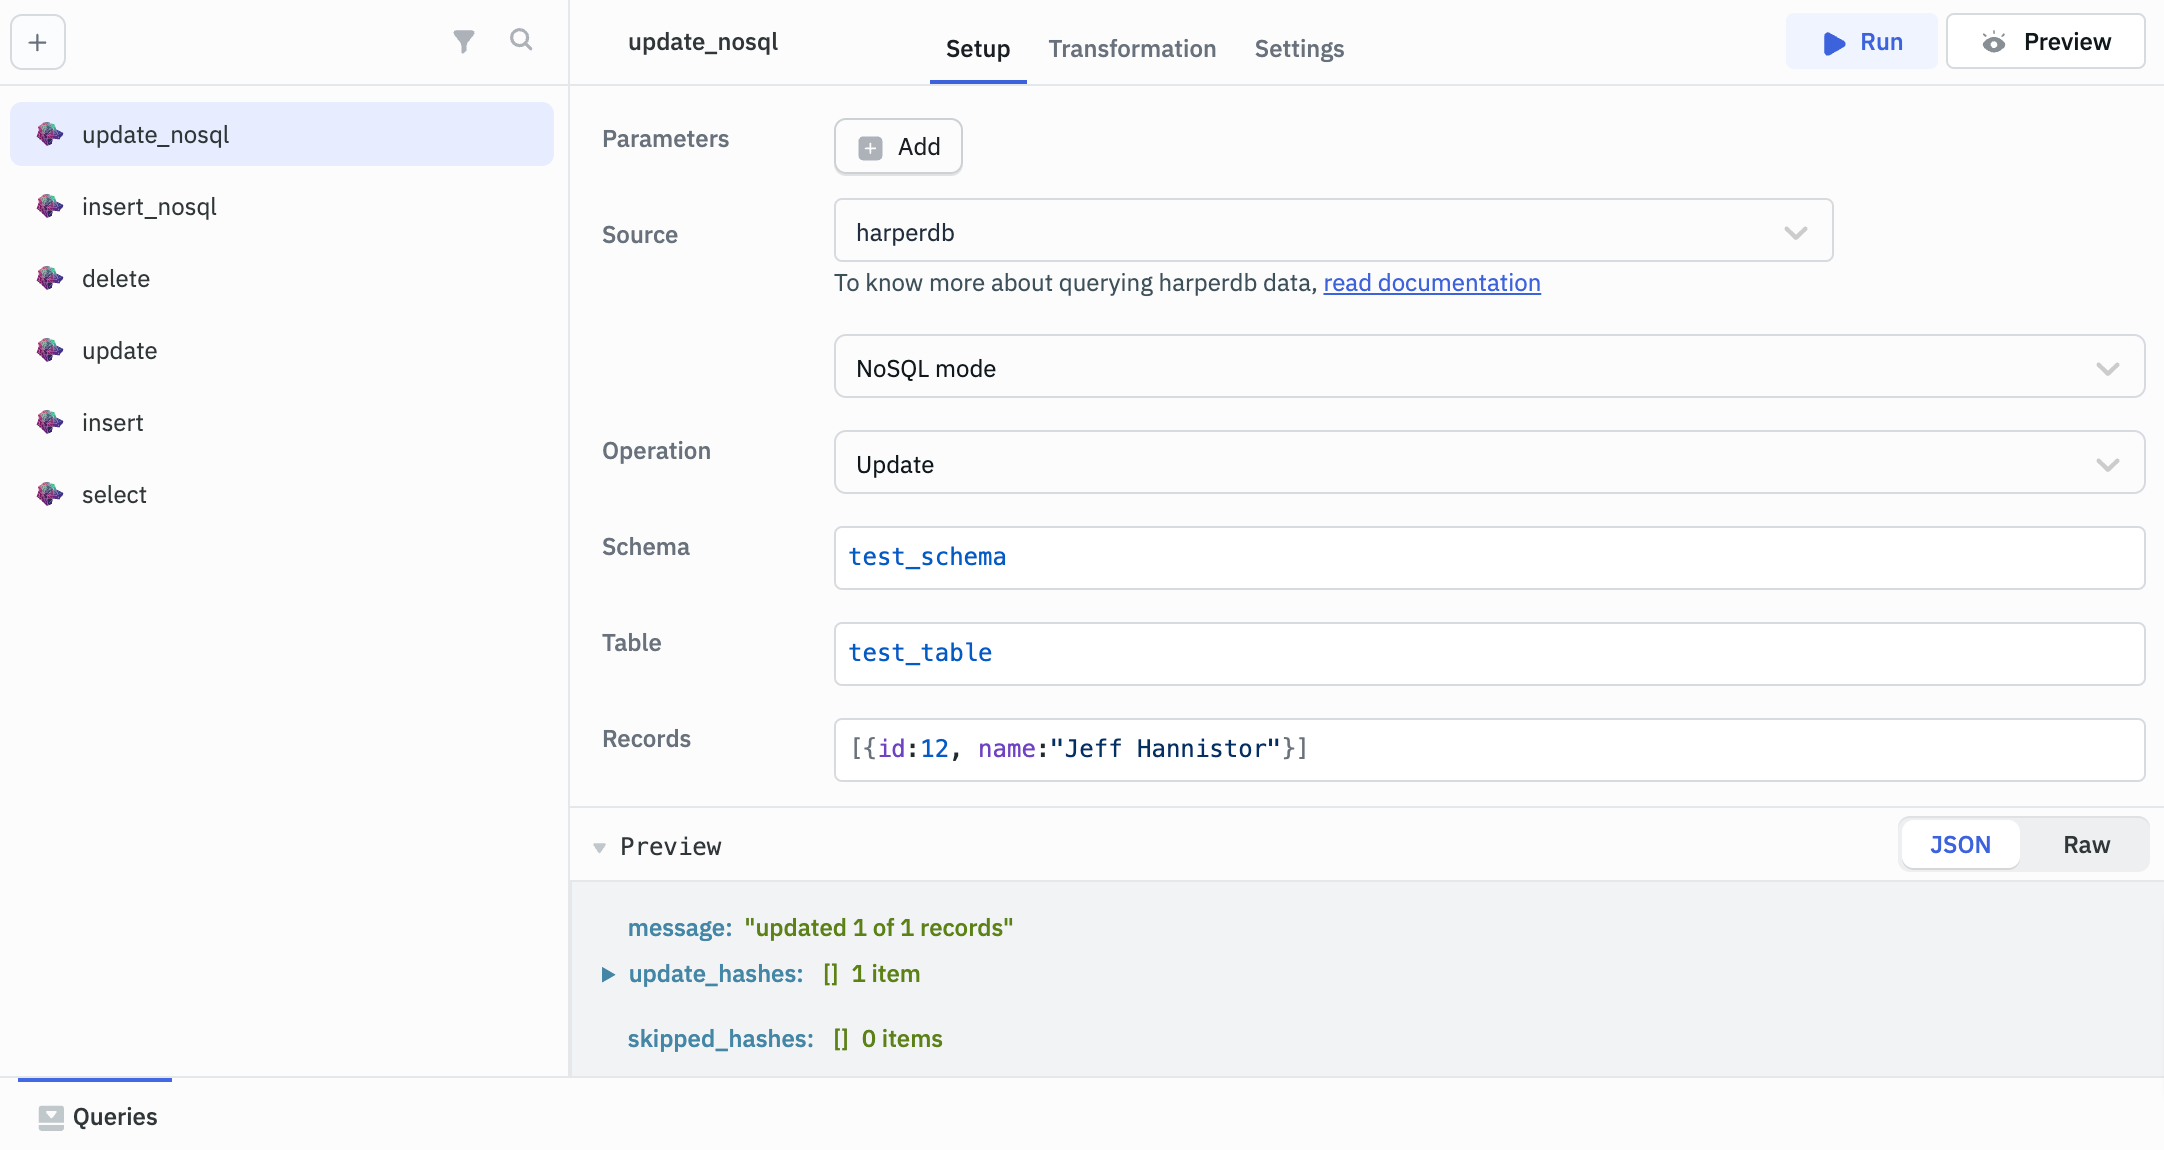 update_nosql
Setup
Transformation
Settings
Run
Preview
update_nosql
insert_nosql
delete
update
insert
select
Parameters
Add
Source
harperdb
To know more about querying harperdb data, read documentation
NoSQL mode
Operation
Update
Schema
test_schema
Table
test_table
Records
[{id:12, name:"Jeff Hannistor"}]
Preview
JSON
Raw
message: "updated 1 of 1 records"
update_hashes: [] 1 item
skipped_hashes: [] 0 items
Queries